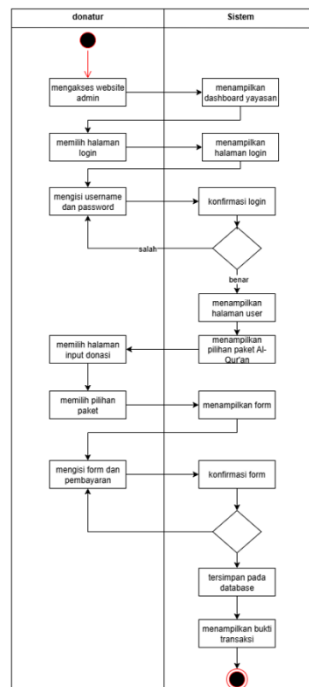 donatur
Sistem
mengakses website
admin
menampilkan
dashboard yayasan
memilih halaman
login
menampilkan
halaman login
mengisi username
dan password
konfirmasi login
salah
benar
menampilkan
halaman user
memilih halaman
input donasi
menampilkan
pilihan paket Al-
Qur'an
memilih pilihan
paket
menampilkan form
mengisi form dan
pembayaran
konfirmasi form
tersimpan pada
database
menampilkan bukti
transaksi